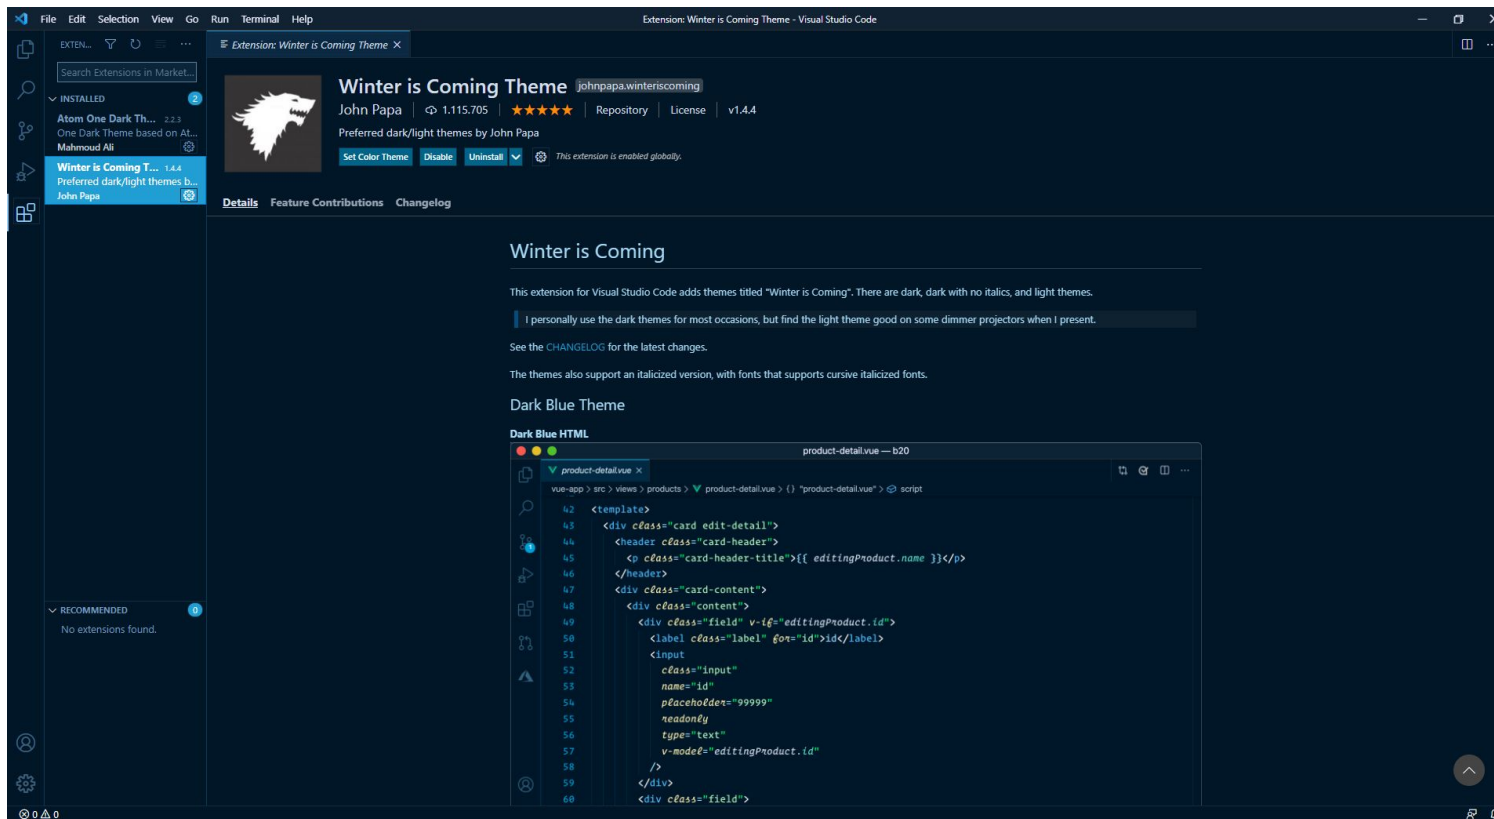 File Edit Selection View Go Run Terminal Help
Extension: Winter is Coming Theme - Visual Studio Code
EXTEN...
Extension: Winter is Coming Theme
Search Extensions in Market...
INSTALLED 2
Atom One Dark Th... 2.2.3
One Dark Theme based on At...
Mahmoud Ali
Winter is Coming T... 1.4.4
Preferred dark/light themes b...
John Papa
RECOMMENDED 0
No extensions found.
Winter is Coming Theme johnpapa.winteriscoming
John Papa 1.115.705 Repository License v1.4.4
Preferred dark/light themes by John Papa
Set Color Theme Disable Uninstall This extension is enabled globally.
Details Feature Contributions Changelog
Winter is Coming
This extension for Visual Studio Code adds themes titled "Winter is Coming". There are dark, dark with no italics, and light themes.
I personally use the dark themes for most occasions, but find the light theme good on some dimmer projectors when I present.
See the CHANGELOG for the latest changes.
The themes also support an italicized version, with fonts that supports cursive italicized fonts.
Dark Blue Theme
Dark Blue HTML
product-detail.vue — b20
product-detail.vue
vue-app > src > views > products > product-detail.vue > {} "product-detail.vue" > script
42 <template>
43 <div class="card edit-detail">
44 <header class="card-header">
45 <p class="card-header-title">{{ editingProduct.name }}</p>
46 </header>
47 <div class="card-content">
48 <div class="content">
49 <div class="field" v-if="editingProduct.id">
50 <label class="label" for="id">id</label>
51 <input
52 class="input"
53 name="id"
54 placeholder="99999"
55 readonly
56 type="text"
57 v-model="editingProduct.id"
58 />
59 </div>
60 <div class="field">
1
0 0